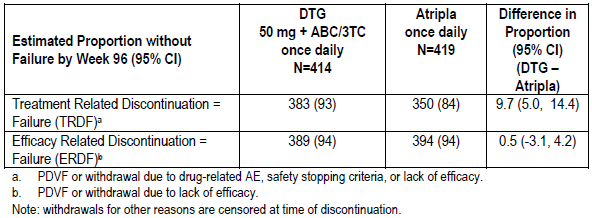 Estimated Proportion without
Failure by Week 96 (95% CI)
DTG
50 mg + ABC/3TC
once daily
N=414
Atripla
once daily
N=419
Difference in
Proportion
(95% CI)
(DTG –
Atripla)
Treatment Related Discontinuation =
Failure (TRDF)a
383 (93)
350 (84)
9.7 (5.0, 14.4)
Efficacy Related Discontinuation =
Failure (ERDF)b
389 (94)
394 (94)
0.5 (-3.1, 4.2)
a. PDVF or withdrawal due to drug-related AE, safety stopping criteria, or lack of efficacy.
b. PDVF or withdrawal due to lack of efficacy.
Note: withdrawals for other reasons are censored at time of discontinuation.